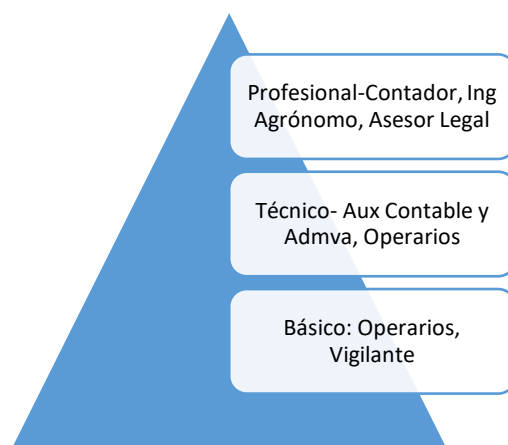 Profesional-Contador, Ing
Agrónomo, Asesor Legal
Técnico- Aux Contable y
Admva, Operarios
Básico: Operarios,
Vigilante